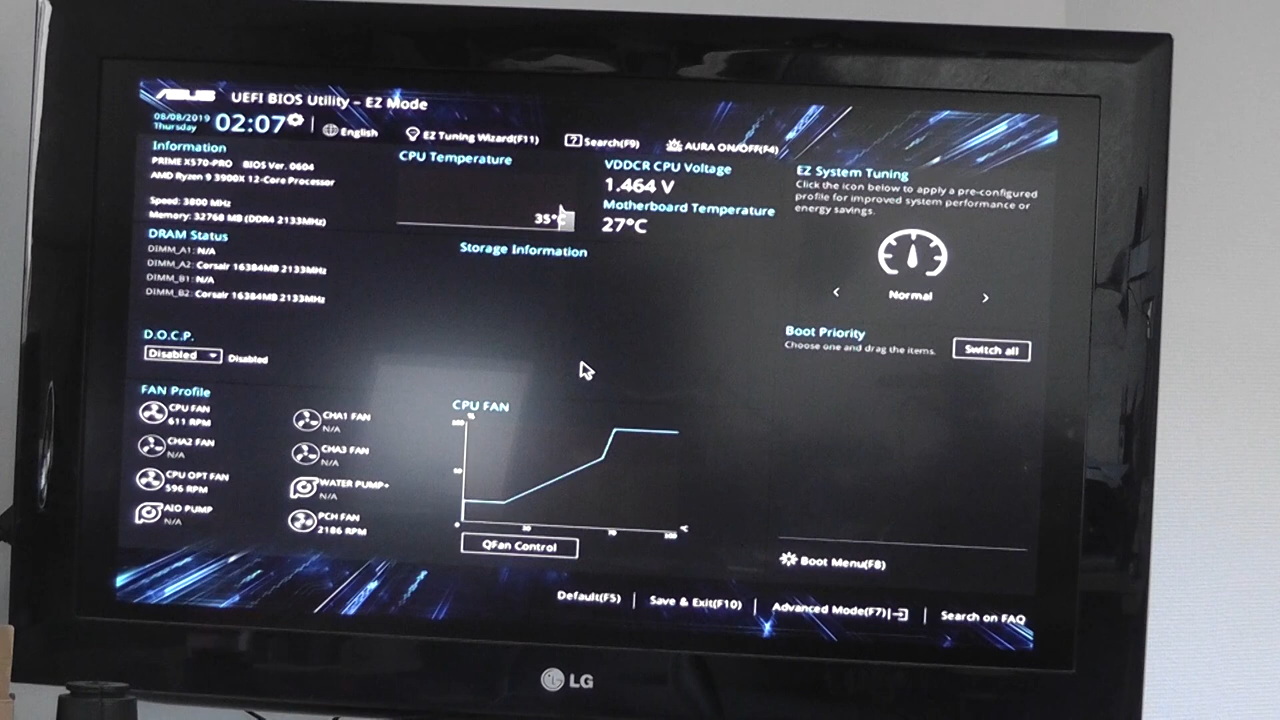 ASUS UEFI BIOS Utility – EZ Mode
08/08/2019
Thursday
02:07
English
EZ Tuning Wizard(F11)
Search(F9)
AURA ON/OFF(F4)
Information
PRIME X570-PRO BIOS Ver. 0604
AMD Ryzen 9 3900X 12-Core Processor
Speed: 3800 MHz
Memory: 32768 MB (DDR4 2133MHz)
CPU Temperature
35°C
VDDCR CPU Voltage
1.464 V
Motherboard Temperature
27°C
EZ System Tuning
Click the icon below to apply a pre-configured
profile for improved system performance or
energy savings.
Normal
DRAM Status
DIMM_A1: N/A
DIMM_A2: Corsair 16384MB 2133MHz
DIMM_B1: N/A
DIMM_B2: Corsair 16384MB 2133MHz
Storage Information
D.O.C.P.
Disabled
Disabled
Boot Priority
Choose one and drag the items.
Switch all
FAN Profile
CPU FAN
611 RPM
CHA1 FAN
N/A
CHA2 FAN
N/A
CHA3 FAN
N/A
CPU OPT FAN
596 RPM
WATER PUMP+
N/A
AIO PUMP
N/A
PCH FAN
2186 RPM
CPU FAN
%
100
50
0
30
70
100
°C
QFan Control
Boot Menu(F8)
Default(F5)
Save & Exit(F10)
Advanced Mode(F7)
Search on FAQ
LG